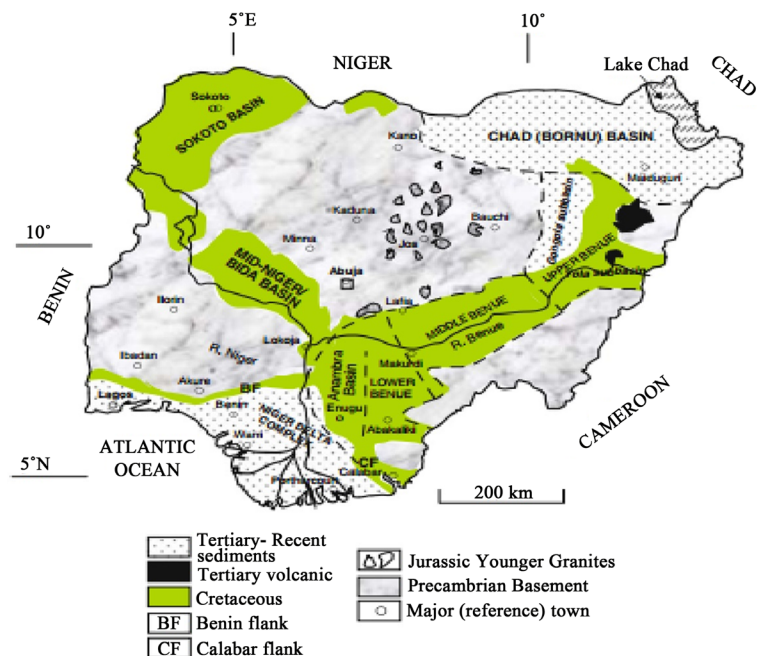 5˚E
10˚
NIGER
Lake Chad
CHAD
Sokoto
SOKOTO BASIN
Kano
CHAD (BORNU) BASIN
Maiduguri
Kaduna
Bauchi
Gongola subbasin
10˚
Minna
Jos
UPPER BENUE
Yola subbasin
MID-NIGER/
BIDA BASIN
Abuja
BENIN
Illorin
Lafia
MIDDLE BENUE
R. Benue
Lokoja
R. Niger
Makurdi
Ibadan
Akure
BF
Anambra
Basin
LOWER
BENUE
CAMEROON
Lagos
Benin
NIGER DELTA
COMPLEX
Enugu
Abakaliki
Warri
ATLANTIC
OCEAN
CF
Calabar
5˚N
Portharcourt
200 km
Tertiary- Recent
sediments
Tertiary volcanic
Cretaceous
BF Benin flank
CF Calabar flank
Jurassic Younger Granites
Precambrian Basement
Major (reference) town